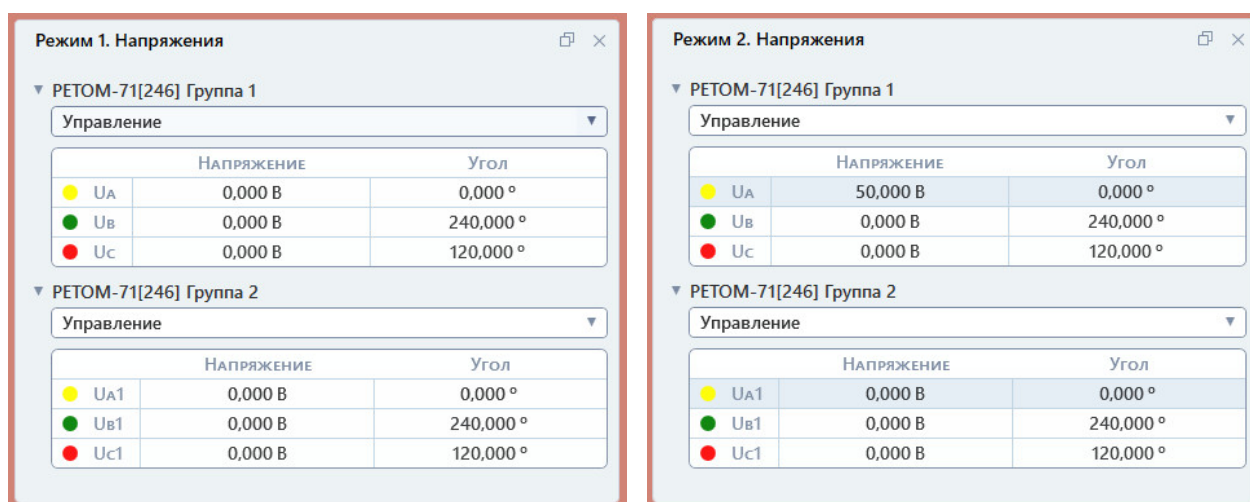 Режим 1. Напряжения
РЕТОМ-71[246] Группа 1
Управление
Напряжение Угол
UA 0,000 В 0,000 °
UB 0,000 В 240,000 °
UC 0,000 В 120,000 °
РЕТОМ-71[246] Группа 2
Управление
Напряжение Угол
UA1 0,000 В 0,000 °
UB1 0,000 В 240,000 °
UC1 0,000 В 120,000 °
Режим 2. Напряжения
РЕТОМ-71[246] Группа 1
Управление
Напряжение Угол
UA 50,000 В 0,000 °
UB 0,000 В 240,000 °
UC 0,000 В 120,000 °
РЕТОМ-71[246] Группа 2
Управление
Напряжение Угол
UA1 0,000 В 0,000 °
UB1 0,000 В 240,000 °
UC1 0,000 В 120,000 °